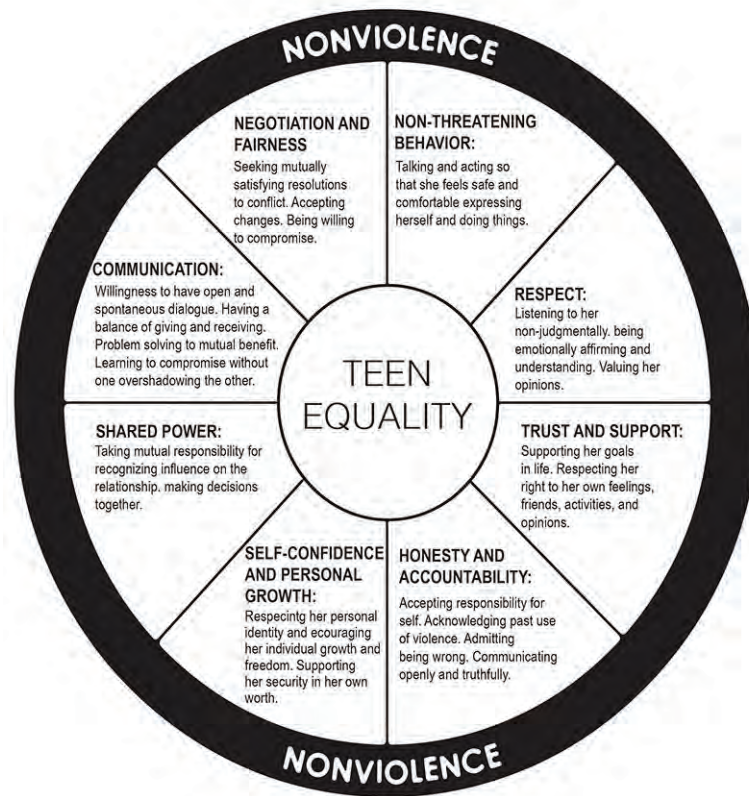 NONVIOLENCE
NEGOTIATION AND
FAIRNESS
Seeking mutually
satisfying resolutions
to conflict. Accepting
changes. Being willing
to compromise.
NON-THREATENING
BEHAVIOR:
Talking and acting so
that she feels safe and
comfortable expressing
herself and doing things.
COMMUNICATION:
Willingness to have open and
spontaneous dialogue. Having a
balance of giving and receiving.
Problem solving to mutual benefit.
Learning to compromise without
one overshadowing the other.
RESPECT:
Listening to her
non-judgmentally. being
emotionally affirming and
understanding. Valuing her
opinions.
TEEN
EQUALITY
SHARED POWER:
Taking mutual responsibility for
recognizing influence on the
relationship. making decisions
together.
TRUST AND SUPPORT:
Supporting her goals
in life. Respecting her
right to her own feelings,
friends, activities, and
opinions.
SELF-CONFIDENCE
AND PERSONAL
GROWTH:
Respecintg her personal
identity and ecouraging
her individual growth and
freedom. Supporting
her security in her own
worth.
HONESTY AND
ACCOUNTABILITY:
Accepting responsibility for
self. Acknowledging past use
of violence. Admitting
being wrong. Communicating
openly and truthfully.
NONVIOLENCE